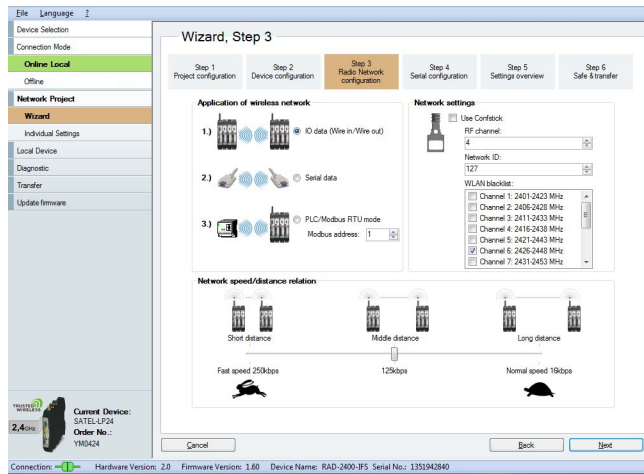 File Language ?
Device Selection
Connection Mode
Online Local
Offline
Network Project
Wizard
Individual Settings
Local Device
Diagnostic
Transfer
Update firmware
TRUSTED
WIRELESS
2,4GHz
Current Device:
SATEL-LP24
Order No.:
YM0424
Wizard, Step 3
Step 1
Project configuration
Step 2
Device configuration
Step 3
Radio Network
configuration
Step 4
Serial configuration
Step 5
Settings overview
Step 6
Safe & transfer
Application of wireless network
1.) IO data (Wire in/Wire out)
2.) Serial data
3.) PLC/Modbus RTU mode
Modbus address: 1
Network settings
Use Confstick
RF channel:
4
Network ID:
127
WLAN blacklist:
Channel 1: 2401-2423 MHz
Channel 2: 2406-2428 MHz
Channel 3: 2411-2433 MHz
Channel 4: 2416-2438 MHz
Channel 5: 2421-2443 MHz
Channel 6: 2426-2448 MHz
Channel 7: 2431-2453 MHz
Network speed/distance relation
Short distance Middle distance Long distance
Fast speed 250kbps 125kbps Normal speed 16kbps
Cancel Back Next
Connection: Hardware Version: 2.0 Firmware Version: 1.60 Device Name: RAD-2400-IFS Serial No.: 1351942840